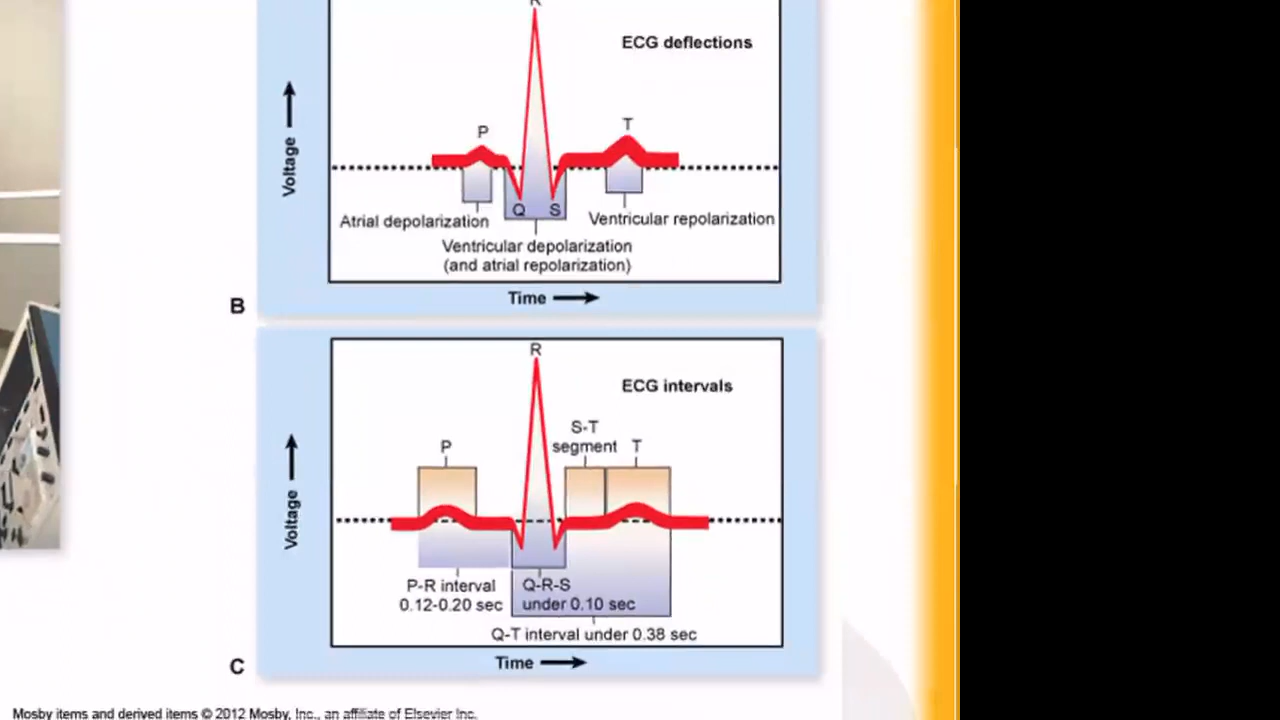 R
ECG deflections
P
T
Voltage
Q
S
Atrial depolarization
Ventricular repolarization
Ventricular depolarization
(and atrial repolarization)
Time
B
R
ECG intervals
S-T
segment
P
T
Voltage
P-R interval
0.12-0.20 sec
Q-R-S
under 0.10 sec
Q-T interval under 0.38 sec
Time
C
Mosby items and derived items © 2012 Mosby, Inc., an affiliate of Elsevier Inc.